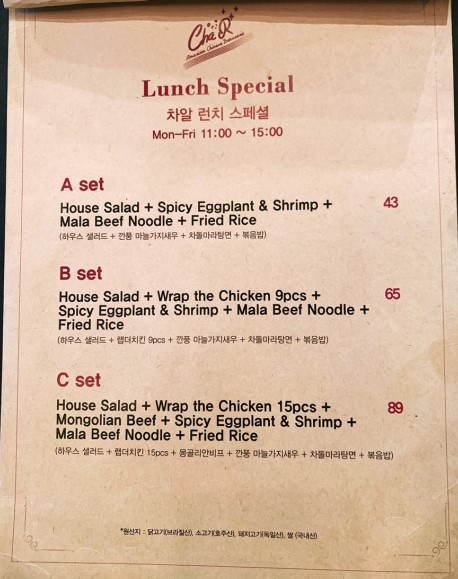 Cha R
American Chinese Brasserie
Lunch Special
차알 런치 스페셜
Mon-Fri 11:00 ~ 15:00
A set
House Salad + Spicy Eggplant & Shrimp + 43
Mala Beef Noodle + Fried Rice
(하우스 샐러드 + 깐풍 마늘가지새우 + 차돌마라탕면 + 볶음밥)
B set
House Salad + Wrap the Chicken 9pcs + 65
Spicy Eggplant & Shrimp + Mala Beef Noodle +
Fried Rice
(하우스 샐러드 + 랩더치킨 9pcs + 깐풍 마늘가지새우 + 차돌마라탕면 + 볶음밥)
C set
House Salad + Wrap the Chicken 15pcs + 89
Mongolian Beef + Spicy Eggplant & Shrimp +
Mala Beef Noodle + Fried Rice
(하우스 샐러드 + 랩더치킨 15pcs + 몽골리안비프 + 깐풍 마늘가지새우 + 차돌마라탕면 + 볶음밥)
*원산지 : 닭고기(브라질산), 소고기(호주산), 돼지고기(독일산), 쌀 (국내산)